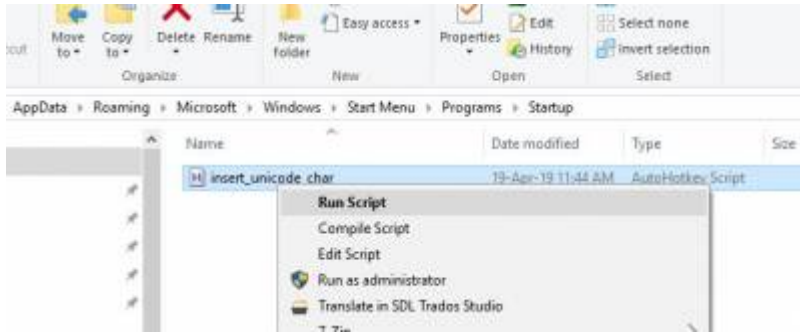 Move to
Copy to
Delete
Rename
New folder
Easy access
Properties
Edit
History
Select none
Invert selection
Organize
New
Open
Select
AppData › Roaming › Microsoft › Windows › Start Menu › Programs › Startup
Name
Date modified
Type
Size
insert_unicode_char
19-Apr-19 11:44 AM
AutoHotkey Script
Run Script
Compile Script
Edit Script
Run as administrator
Translate in SDL Trados Studio
7-Zip